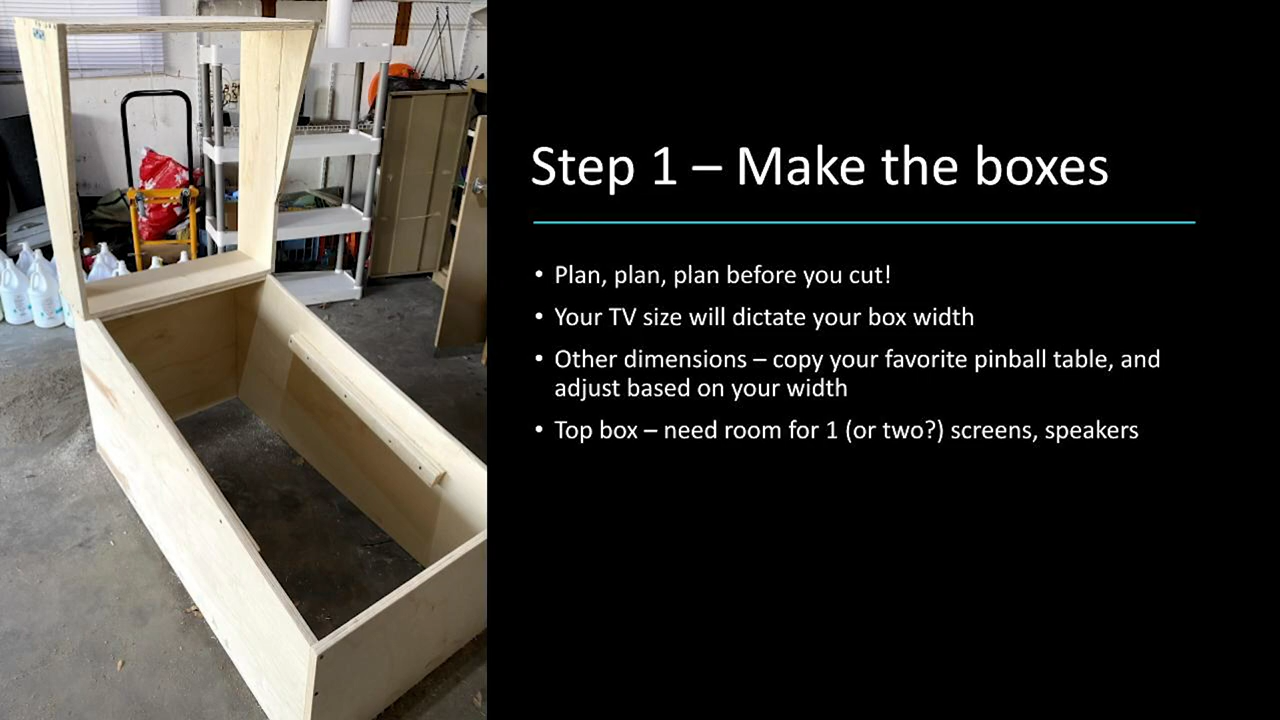 Step 1 – Make the boxes
• Plan, plan, plan before you cut!
• Your TV size will dictate your box width
• Other dimensions – copy your favorite pinball table, and
adjust based on your width
• Top box – need room for 1 (or two?) screens, speakers